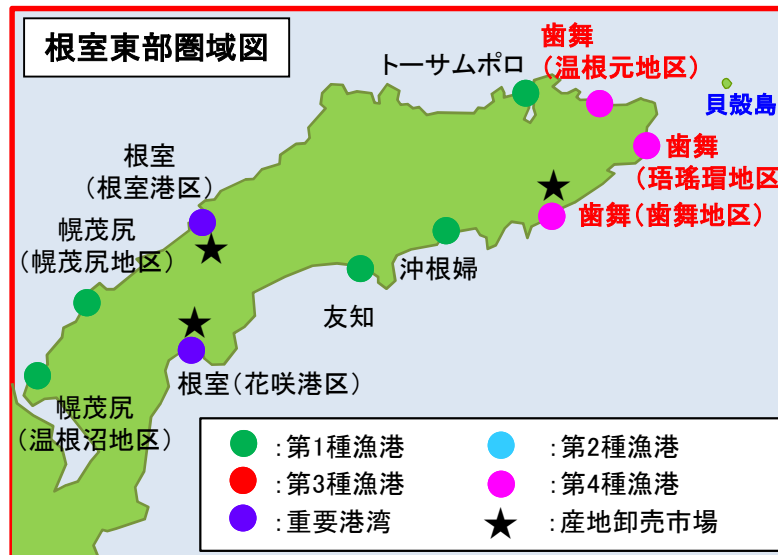 根室東部圏域図
トーサムポロ
歯舞
(温根元地区)
貝殻島
歯舞
(珸瑤瑁地区
歯舞(歯舞地区)
根室
(根室港区)
幌茂尻
(幌茂尻地区)
沖根婦
友知
根室(花咲港区)
幌茂尻
(温根沼地区)
:第1種漁港
:第2種漁港
:第3種漁港
:第4種漁港
:重要港湾
:産地卸売市場